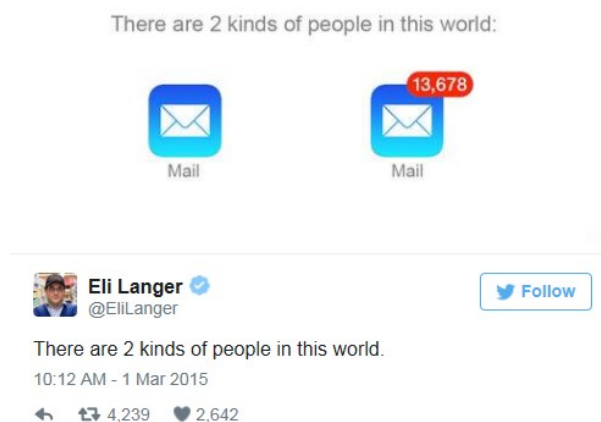 There are 2 kinds of people in this world:
13,678
Mail Mail
Eli Langer
@EliLanger
Follow
There are 2 kinds of people in this world.
10:12 AM - 1 Mar 2015
4,239 2,642